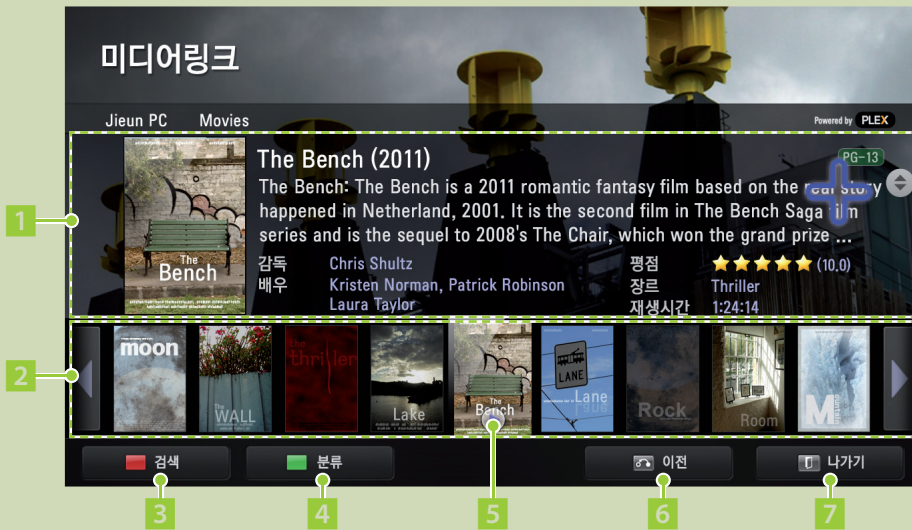 미디어링크
Jieun PC Movies
Powered by PLEX
1
The Bench (2011)
PG-13
The Bench: The Bench is a 2011 romantic fantasy film based on the real story
happened in Netherland, 2001. It is the second film in The Bench Saga film
series and is the sequel to 2008's The Chair, which won the grand prize ...
감독 Chris Shultz
배우 Kristen Norman, Patrick Robinson
Laura Taylor
평점 (10.0)
장르 Thriller
재생시간 1:24:14
The
Bench
2
moon
The
WALL
the
thriller
Lake
The
Bench
LANE
Lane
Rock
Room
M
검색
분류
이전
나가기
3
4
5
6
7